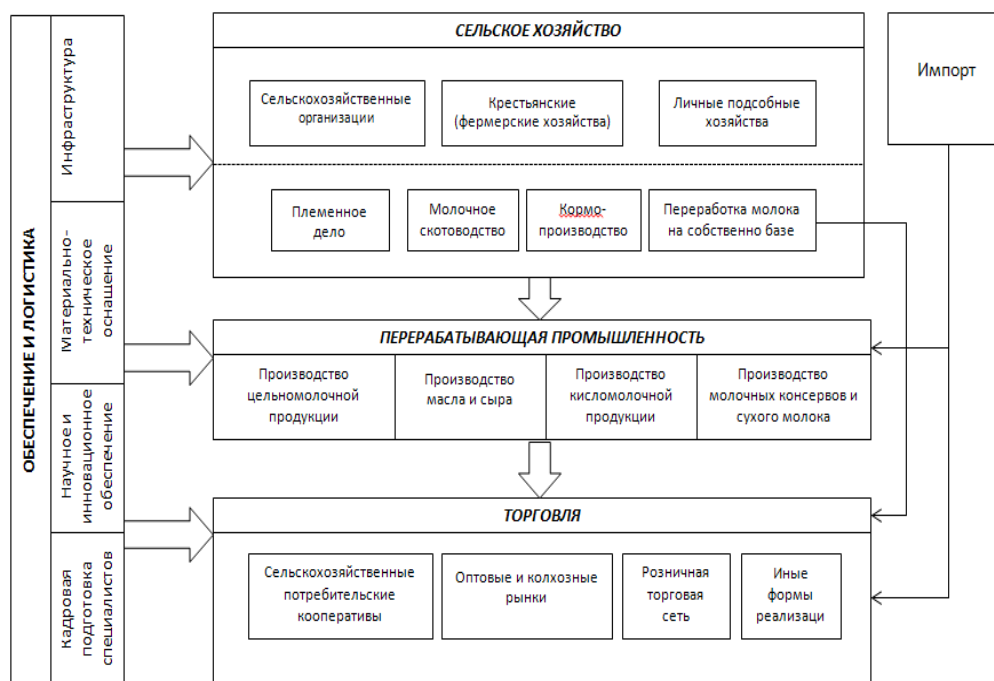 ОБЕСПЕЧЕНИЕ И ЛОГИСТИКА
Инфраструктура
Материально-
техническое
оснащение
Научное и
инновационное
обеспечение
Кадровая
подготовка
специалистов
СЕЛЬСКОЕ ХОЗЯЙСТВО
Сельскохозяйственные
организации
Крестьянские
(фермерские хозяйства)
Личные подсобные
хозяйства
Племенное
дело
Молочное
скотоводство
Кормо-
производство
Переработка молока
на собственно базе
Импорт
ПЕРЕРАБАТЫВАЮЩАЯ ПРОМЫШЛЕННОСТЬ
Производство
цельномолочной
продукции
Производство
масла и сыра
Производство
кисломолочной
продукции
Производство
молочных консервов и
сухого молока
ТОРГОВЛЯ
Сельскохозяйственные
потребительские
кооперативы
Оптовые и колхозные
рынки
Розничная
торговая
сеть
Иные
формы
реализаци